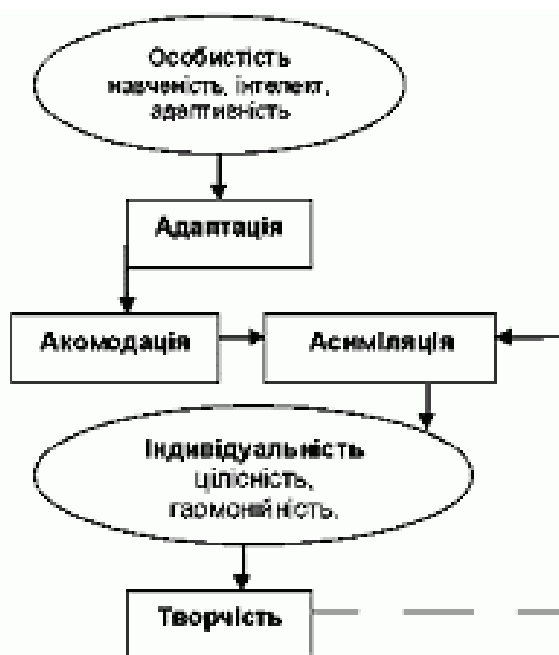 Особистість
навченість, інтелект,
адаптивність
Адаптація
Акомодація
Асиміляція
Індивідуальність
цілісність,
гармонійність.
Творчість